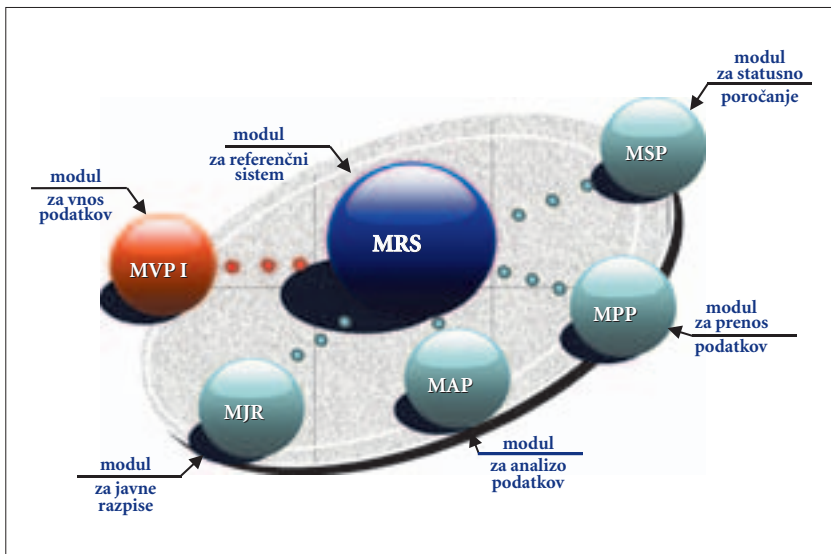 modul
za statusno
poročanje
MSP
modul
za referenčni
sistem
MRS
modul
za vnos
podatkov
MVP I
MPP
modul
za prenos
podatkov
MAP
MJR
modul
za analizo
podatkov
modul
za javne
razpise